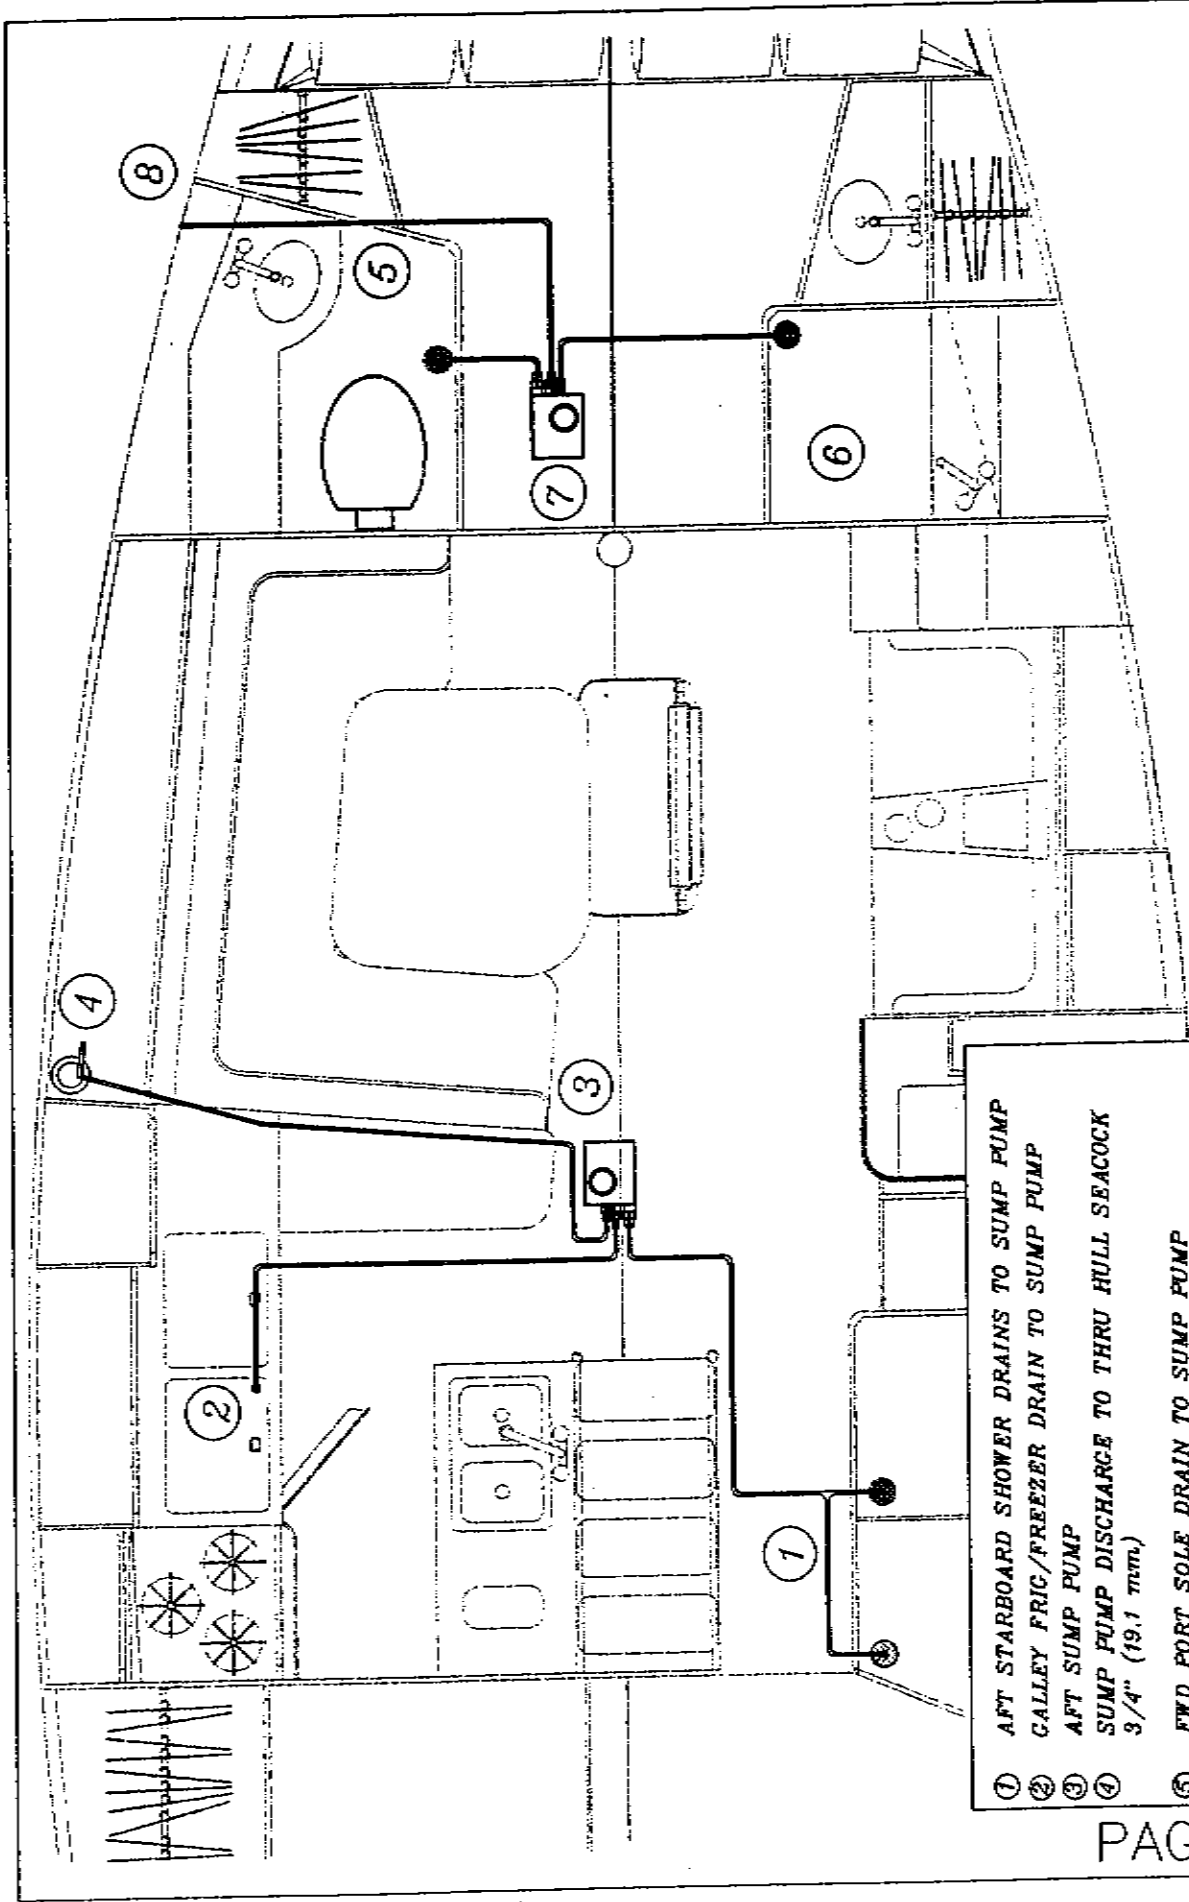 8
5
7
6
4
3
2
1
① AFT STARBOARD SHOWER DRAINS TO SUMP PUMP
② GALLEY FRIG/FREEZER DRAIN TO SUMP PUMP
③ AFT SUMP PUMP
④ SUMP PUMP DISCHARGE TO THRU HULL SEACOCK
3/4" (19.1 mm)
⑤ FWD PORT SOLE DRAIN TO SUMP PUMP
PAG